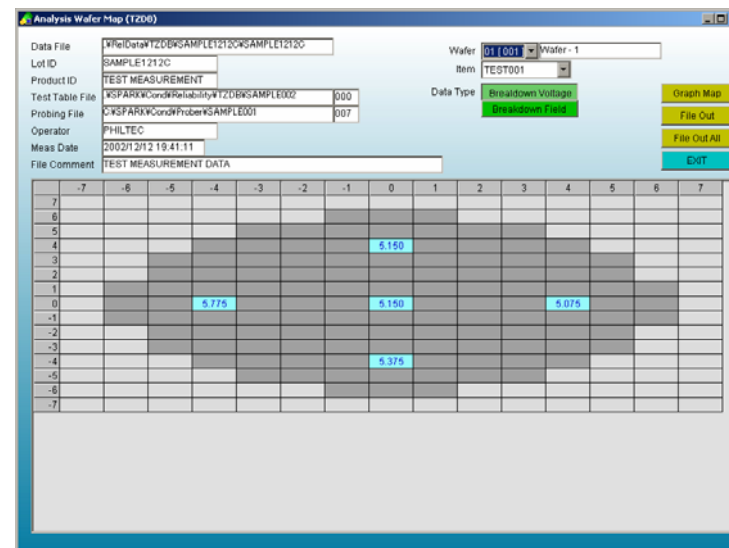 Analysis Wafer Map (TZDB)
Data File .¥RelData¥TZDB¥SAMPLE1212C¥SAMPLE1212C
Wafer 01 [ 001 ] Wafer - 1
Lot ID SAMPLE1212C
Item TEST001
Product ID TEST MEASUREMENT
Data Type Breakdown Voltage
Graph Map
Test Table File .¥SPARK¥Cond¥Reliability¥TZDB¥SAMPLE002 000
Breakdown Field
Probing File C:¥SPARK¥Cond¥Prober¥SAMPLE001 007
File Out
Operator PHILTEC
File Out All
Meas Date 2002/12/12 19:41:11
File Comment TEST MEASUREMENT DATA
EXIT
-7 -6 -5 -4 -3 -2 -1 0 1 2 3 4 5 6 7
7
6
5
4 5.150
3
2
1
0 5.775 5.150 5.075
-1
-2
-3
-4 5.375
-5
-6
-7